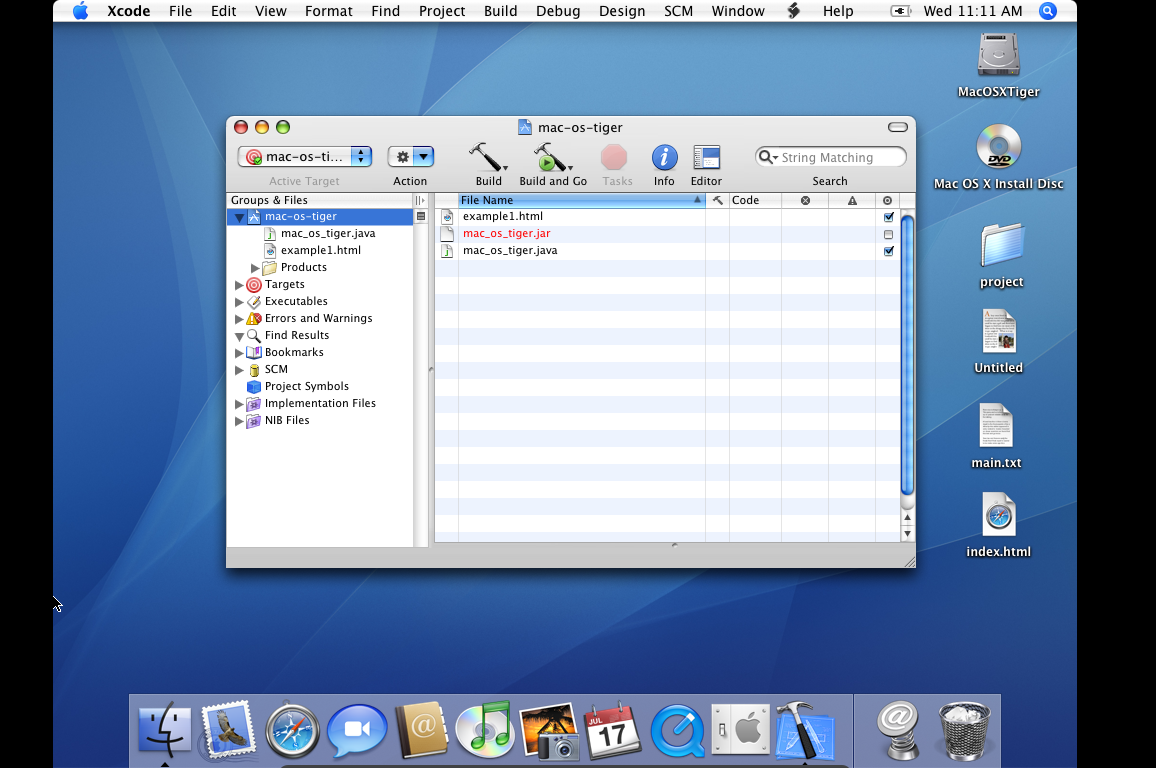 Xcode File Edit View Format Find Project Build Debug Design SCM Window Help Wed 11:11 AM
MacOSXTiger
Mac OS X Install Disc
project
Untitled
main.txt
index.html
mac-os-tiger
mac-os-ti...
String Matching
Active Target Action Build Build and Go Tasks Info Editor Search
Groups & Files
mac-os-tiger
mac_os_tiger.java
example1.html
Products
Targets
Executables
Errors and Warnings
Find Results
Bookmarks
SCM
Project Symbols
Implementation Files
NIB Files
File Name Code
example1.html
mac_os_tiger.jar
mac_os_tiger.java
DVD
JUL
17